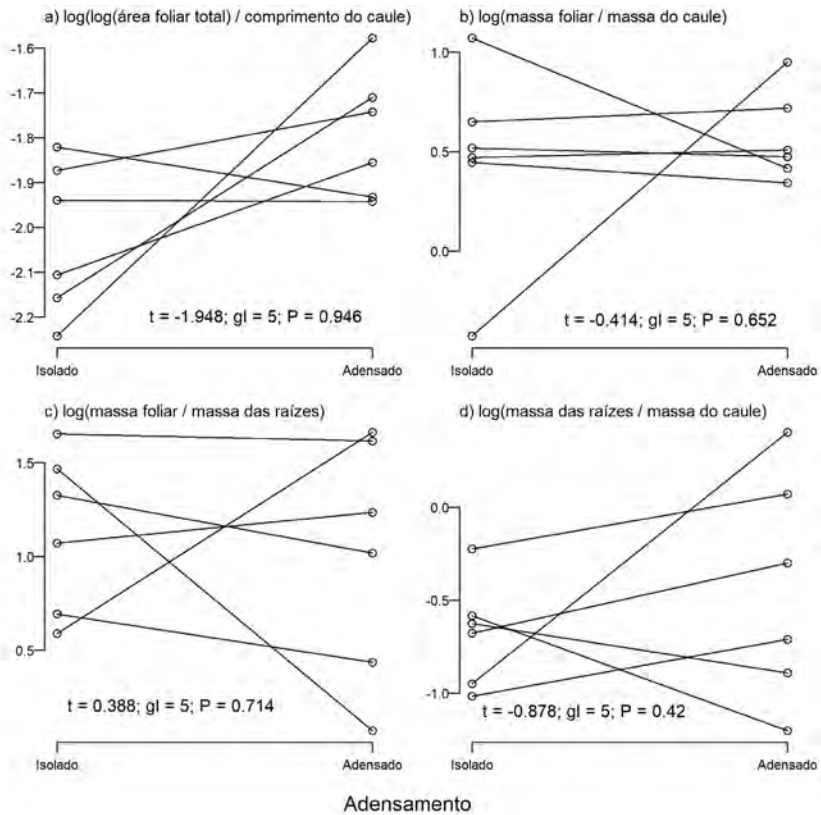 a) log(log(área foliar total) / comprimento do caule)
-1.6
-1.7
-1.8
-1.9
-2.0
-2.1
-2.2
t = -1.948; gl = 5; P = 0.946
Isolado
Adensado
b) log(massa foliar / massa do caule)
1.0
0.5
0.0
t = -0.414; gl = 5; P = 0.652
Isolado
Adensado
c) log(massa foliar / massa das raízes)
1.5
1.0
0.5
t = 0.388; gl = 5; P = 0.714
Isolado
Adensado
d) log(massa das raízes / massa do caule)
0.0
-0.5
-1.0
t = -0.878; gl = 5; P = 0.42
Isolado
Adensado
Adensamento